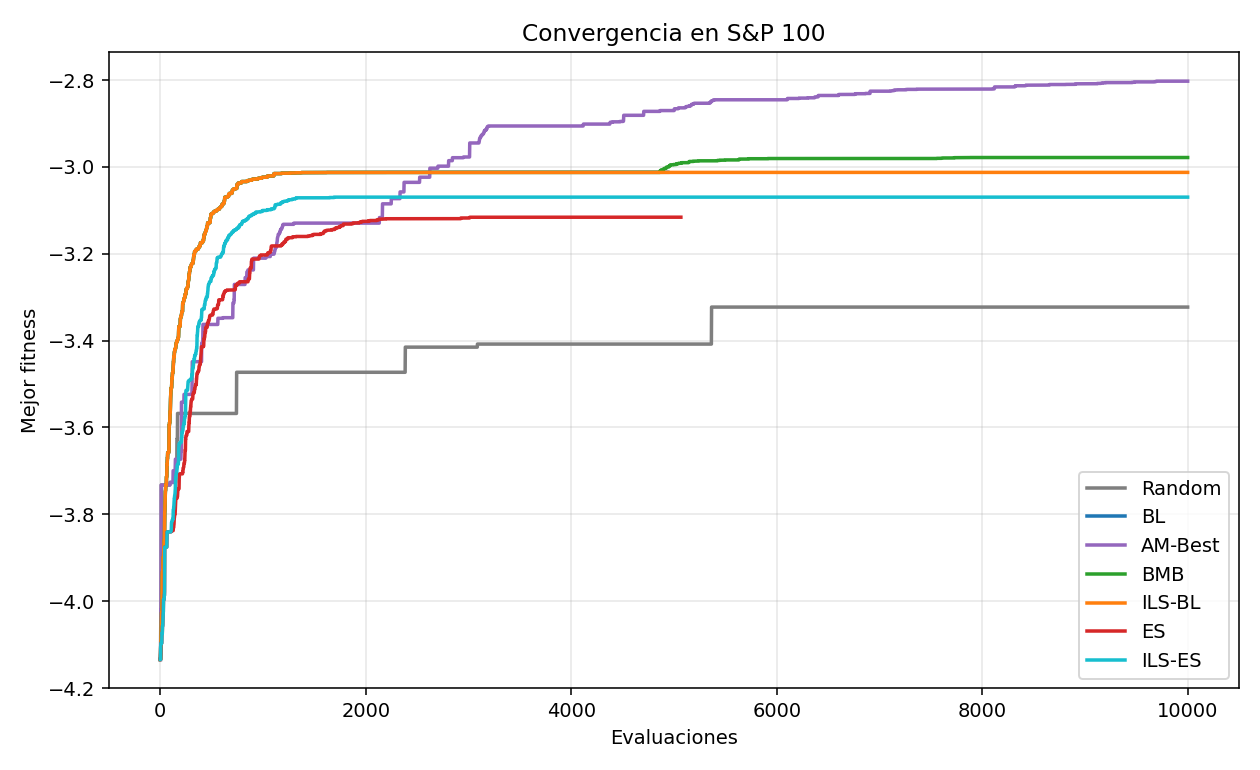 Convergencia en S&P 100
Mejor fitness
−2.8
−3.0
−3.2
−3.4
−3.6
−3.8
−4.0
−4.2
0
2000
4000
6000
8000
10000
Evaluaciones
Random
BL
AM-Best
BMB
ILS-BL
ES
ILS-ES